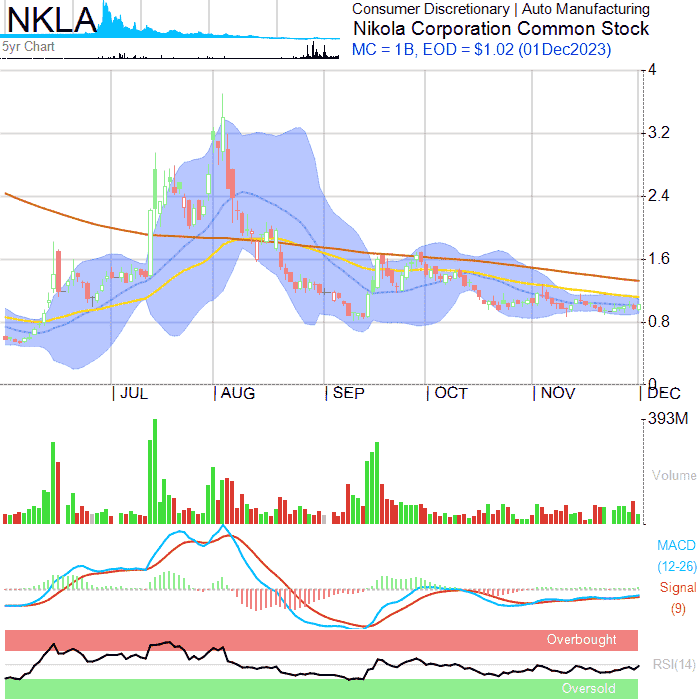 NKLA
5yr Chart
Consumer Discretionary | Auto Manufacturing
Nikola Corporation Common Stock
MC = 1B, EOD = $1.02 (01Dec2023)
4
3.2
2.4
1.6
0.8
0
JUL AUG SEP OCT NOV DEC
393M
Volume
MACD
(12-26)
Signal
(9)
Overbought
RSI(14)
Oversold